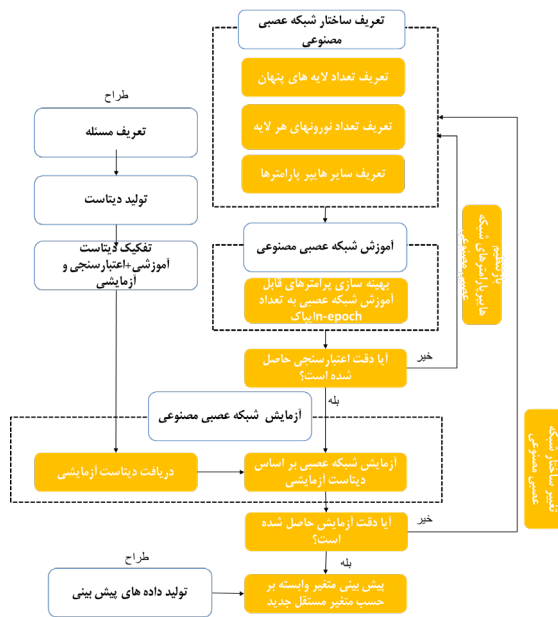 تعریف ساختار شبکه عصبی
مصنوعی
تعریف تعداد لایه های پنهان
تعریف تعداد نورونهای هر لایه
تعریف سایر هایپر پارامترها
طراح
تعریف مسئله
تولید دیتاست
تفکیک دیتاست
آموزشی+اعتبارسنجی و
آزمایشی
آموزش شبکه عصبی مصنوعی
بهینه سازی پرامترهای قابل
آموزش شبکه عصبی به تعداد
n-epochایپاک
بازتنظیم
هایپرپارامترهای شبکه
عصبی مصنوعی
آیا دقت اعتبارسنجی حاصل
شده است؟
خیر
بله
آزمایش شبکه عصبی مصنوعی
دریافت دیتاست آزمایشی
آزمایش شبکه عصبی بر اساس
دیتاست آزمایشی
تغییر ساختار شبکه
عصبی مصنوعی
آیا دقت آزمایش حاصل شده
است؟
خیر
بله
طراح
تولید داده های پیش بینی
پیش بینی متغیر وابسته بر
حسب متغیر مستقل جدید